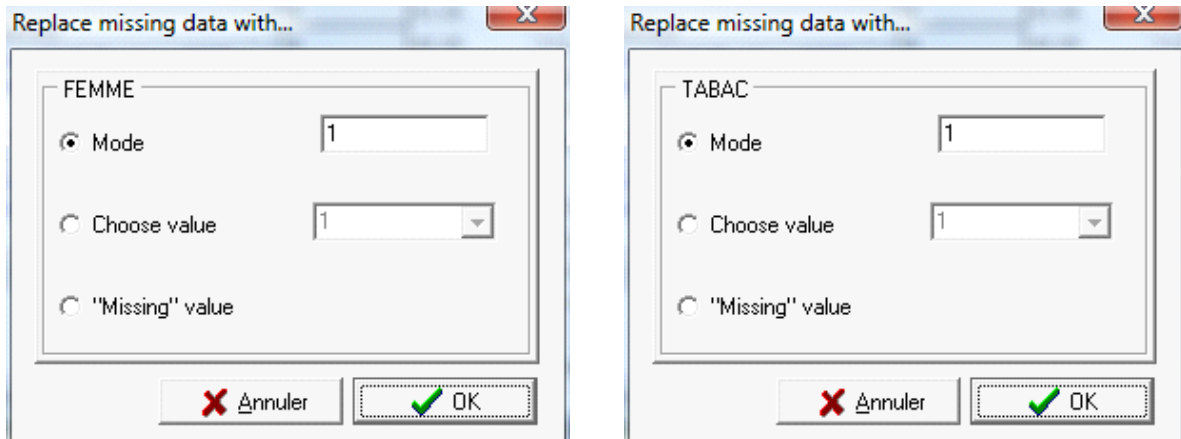 Replace missing data with...
FEMME
Mode 1
Choose value 1
"Missing" value
Annuler OK
Replace missing data with...
TABAC
Mode 1
Choose value 1
"Missing" value
Annuler OK